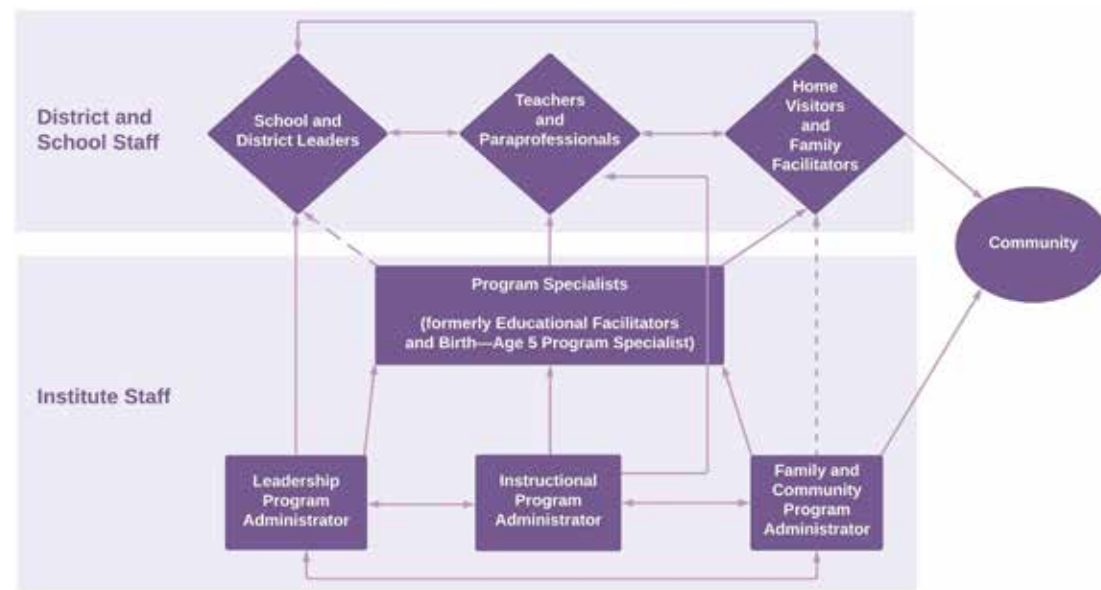 District and
School Staff
School and
District Leaders
Teachers
and
Paraprofessionals
Home
Visitors
and
Family
Facilitators
Community
Program Specialists
(formerly Educational Facilitators
and Birth—Age 5 Program Specialist)
Institute Staff
Leadership
Program
Administrator
Instructional
Program
Administrator
Family and
Community
Program
Administrator